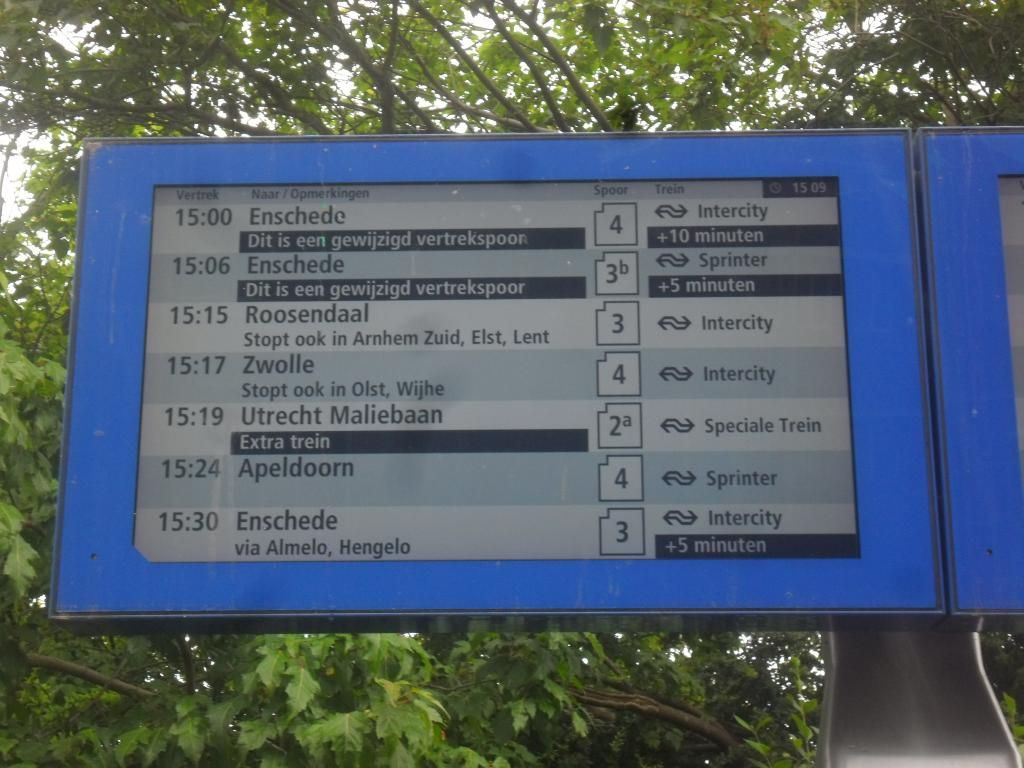 Vertrek Naar / Opmerkingen Spoor Trein 15 09
15:00 Enschede 4 Intercity
Dit is een gewijzigd vertrekspoor +10 minuten
15:06 Enschede 3b Sprinter
Dit is een gewijzigd vertrekspoor +5 minuten
15:15 Roosendaal 3 Intercity
Stopt ook in Arnhem Zuid, Elst, Lent
15:17 Zwolle 4 Intercity
Stopt ook in Olst, Wijhe
15:19 Utrecht Maliebaan 2a Speciale Trein
Extra trein
15:24 Apeldoorn 4 Sprinter
15:30 Enschede 3 Intercity
via Almelo, Hengelo +5 minuten